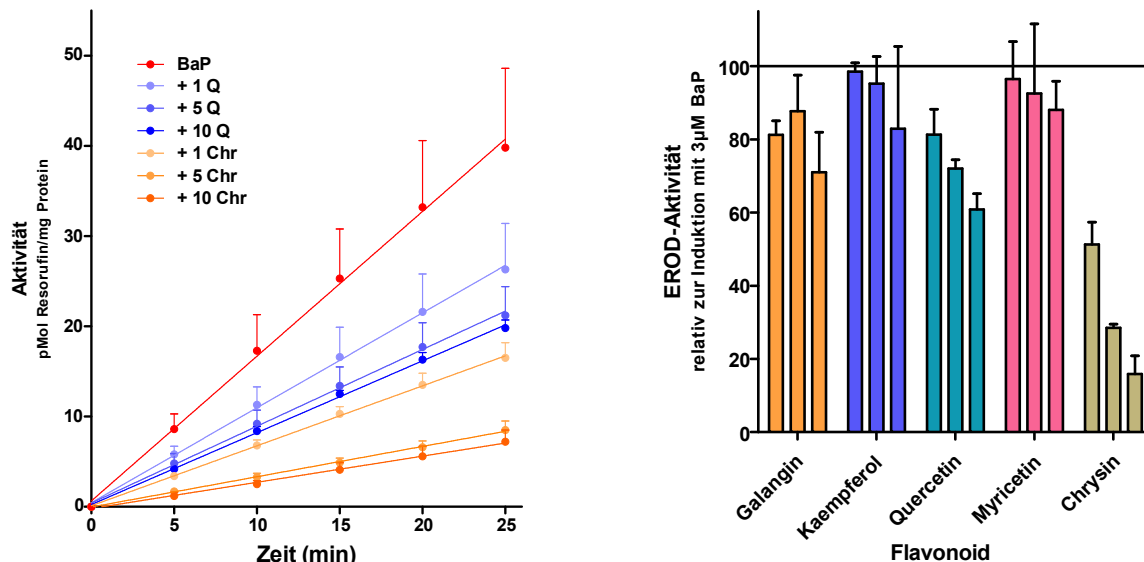 50
40
30
20
10
0
Aktivität
pMol Resorufin/mg Protein
BaP
+ 1 Q
+ 5 Q
+ 10 Q
+ 1 Chr
+ 5 Chr
+ 10 Chr
0 5 10 15 20 25
Zeit (min)
100
80
60
40
20
0
EROD-Aktivität
relativ zur Induktion mit 3µM BaP
Galangin
Kaempferol
Quercetin
Myricetin
Chrysin
Flavonoid